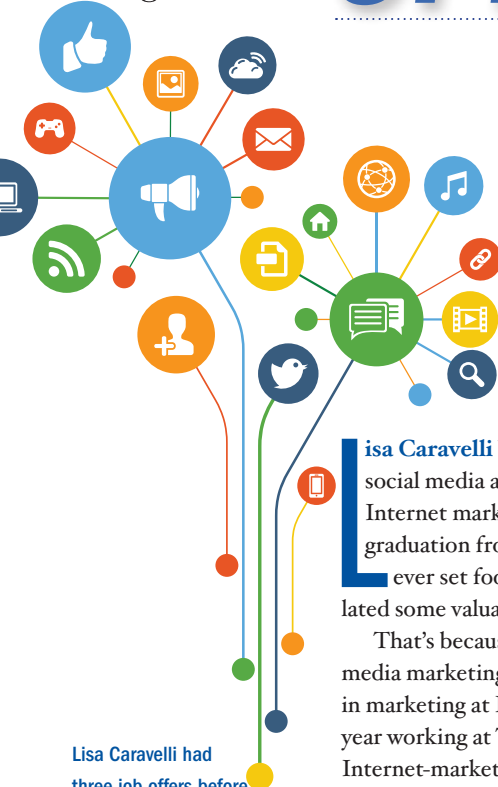 Lisa Caravelli
social media a
Internet mark
graduation fro
ever set foo
lated some valua
That's becaus
media marketing
in marketing at
year working at
Internet-market
Lisa Caravelli had
three job offers before